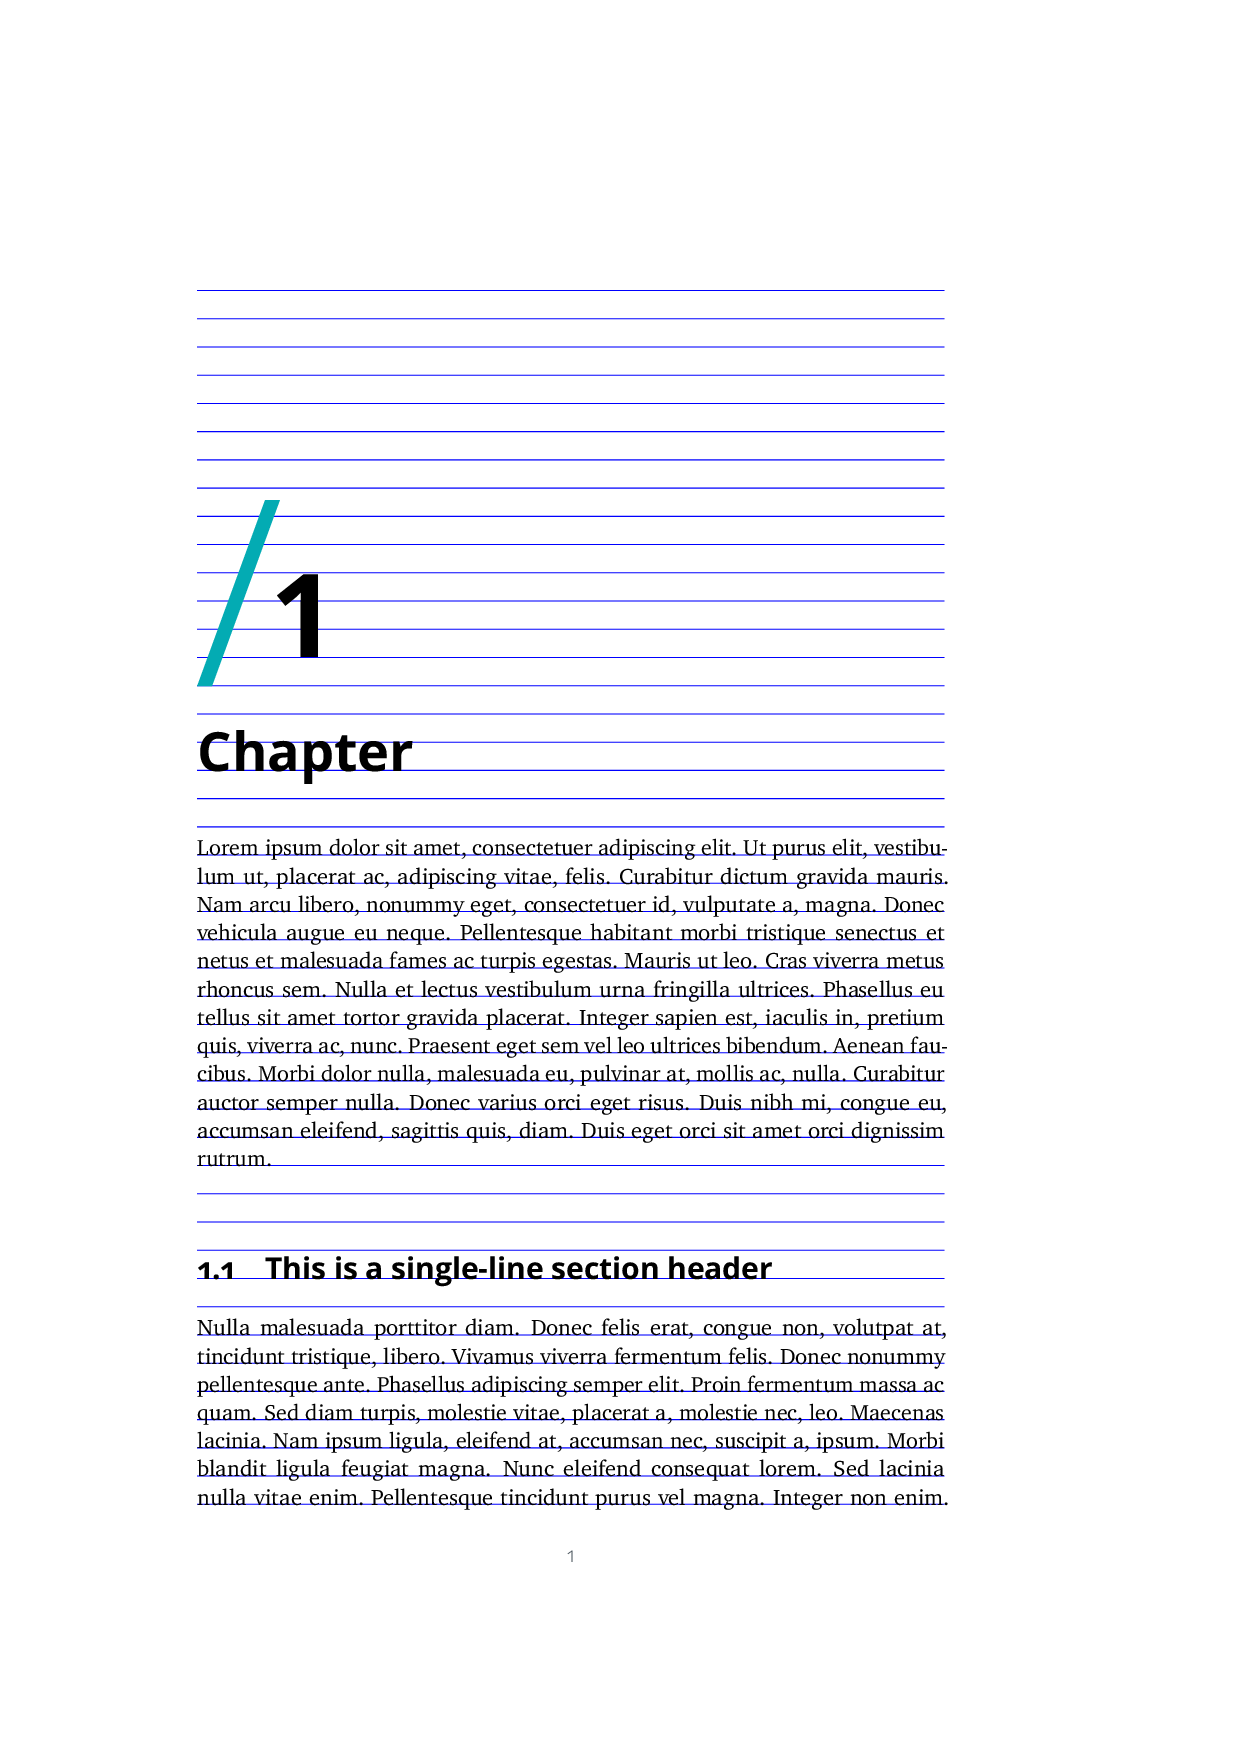 /1
Chapter
Lorem ipsum dolor sit amet, consectetuer adipiscing elit. Ut purus elit, vestibu-
lum ut, placerat ac, adipiscing vitae, felis. Curabitur dictum gravida mauris.
Nam arcu libero, nonummy eget, consectetuer id, vulputate a, magna. Donec
vehicula augue eu neque. Pellentesque habitant morbi tristique senectus et
netus et malesuada fames ac turpis egestas. Mauris ut leo. Cras viverra metus
rhoncus sem. Nulla et lectus vestibulum urna fringilla ultrices. Phasellus eu
tellus sit amet tortor gravida placerat. Integer sapien est, iaculis in, pretium
quis, viverra ac, nunc. Praesent eget sem vel leo ultrices bibendum. Aenean fau-
cibus. Morbi dolor nulla, malesuada eu, pulvinar at, mollis ac, nulla. Curabitur
auctor semper nulla. Donec varius orci eget risus. Duis nibh mi, congue eu,
accumsan eleifend, sagittis quis, diam. Duis eget orci sit amet orci dignissim
rutrum.
1.1 This is a single-line section header
Nulla malesuada porttitor diam. Donec felis erat, congue non, volutpat at,
tincidunt tristique, libero. Vivamus viverra fermentum felis. Donec nonummy
pellentesque ante. Phasellus adipiscing semper elit. Proin fermentum massa ac
quam. Sed diam turpis, molestie vitae, placerat a, molestie nec, leo. Maecenas
lacinia. Nam ipsum ligula, eleifend at, accumsan nec, suscipit a, ipsum. Morbi
blandit ligula feugiat magna. Nunc eleifend consequat lorem. Sed lacinia
nulla vitae enim. Pellentesque tincidunt purus vel magna. Integer non enim.
1